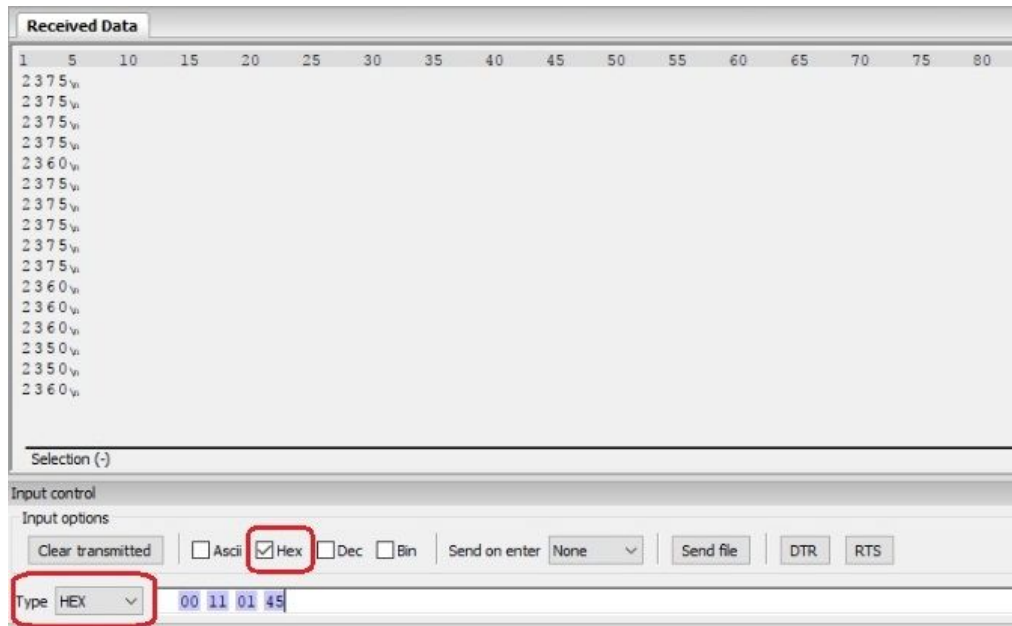 Received Data
1 5 10 15 20 25 30 35 40 45 50 55 60 65 70 75 80
2375\n
2375\n
2375\n
2375\n
2360\n
2375\n
2375\n
2375\n
2375\n
2375\n
2360\n
2360\n
2360\n
2350\n
2350\n
2360\n
Selection (-)
Input control
Input options
Clear transmitted Ascii Hex Dec Bin Send on enter None Send file DTR RTS
Type HEX 00 11 01 45